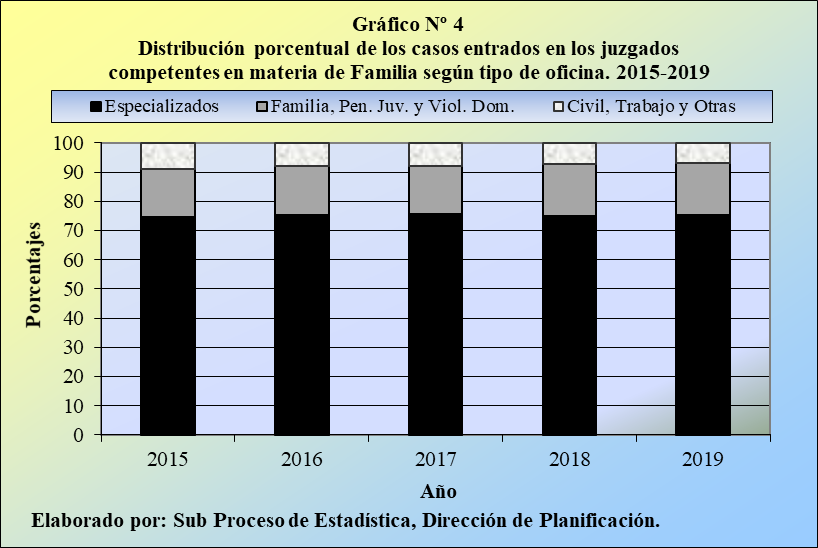 Gráfico Nº 4
Distribución porcentual de los casos entrados en los juzgados
competentes en materia de Familia según tipo de oficina. 2015-2019
Especializados Familia, Pen. Juv. y Viol. Dom. Civil, Trabajo y Otras
100
90
80
70
60
50
40
30
20
10
0
Porcentajes
2015 2016 2017 2018 2019
Año
Elaborado por: Sub Proceso de Estadística, Dirección de Planificación.